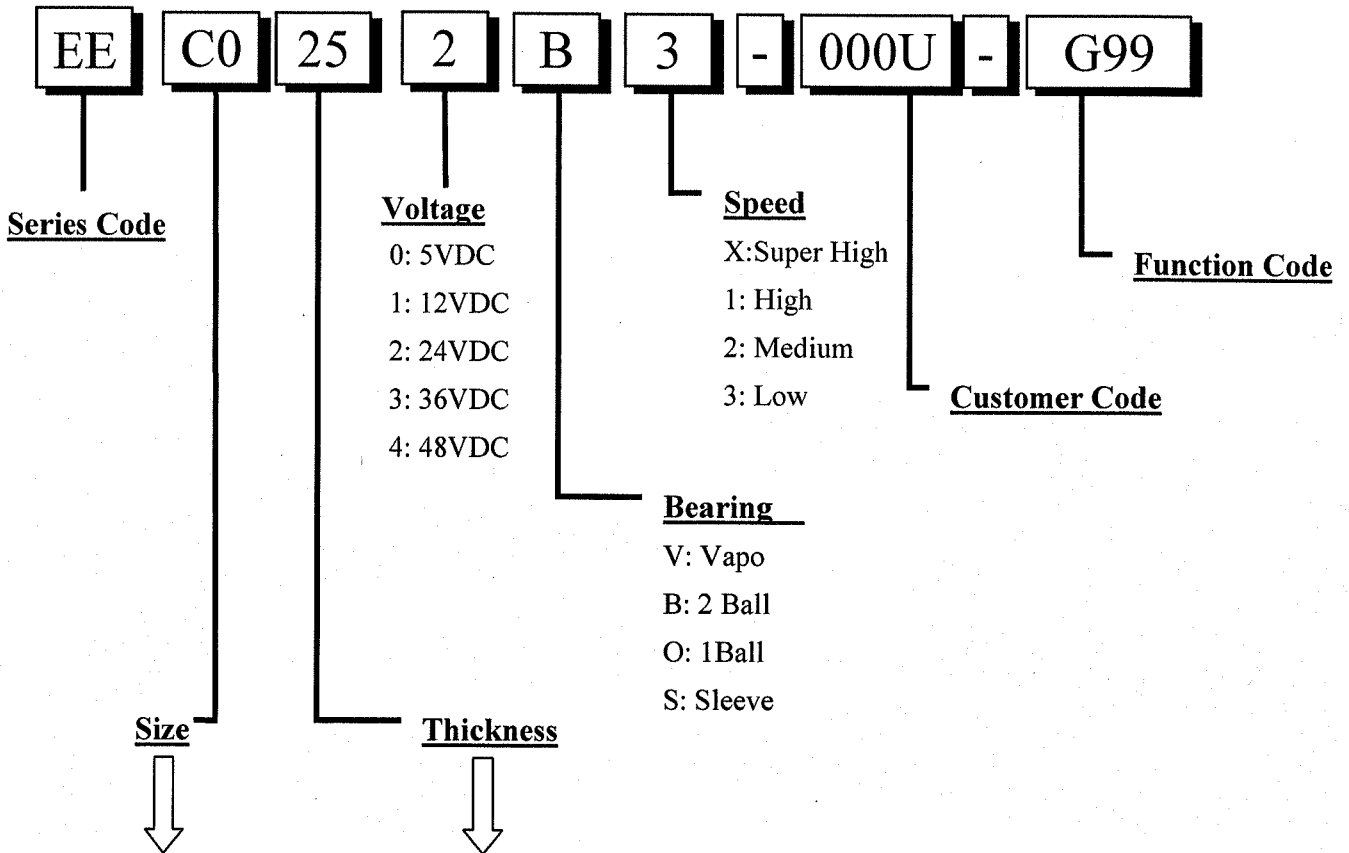 EE C0 25 2 B 3 - 000U - G99
Series Code
Voltage
0: 5VDC
1: 12VDC
2: 24VDC
3: 36VDC
4: 48VDC
Speed
X:Super High
1: High
2: Medium
3: Low
Function Code
Customer Code
Bearing
V: Vapo
B: 2 Ball
O: 1Ball
S: Sleeve
Size
Thickness